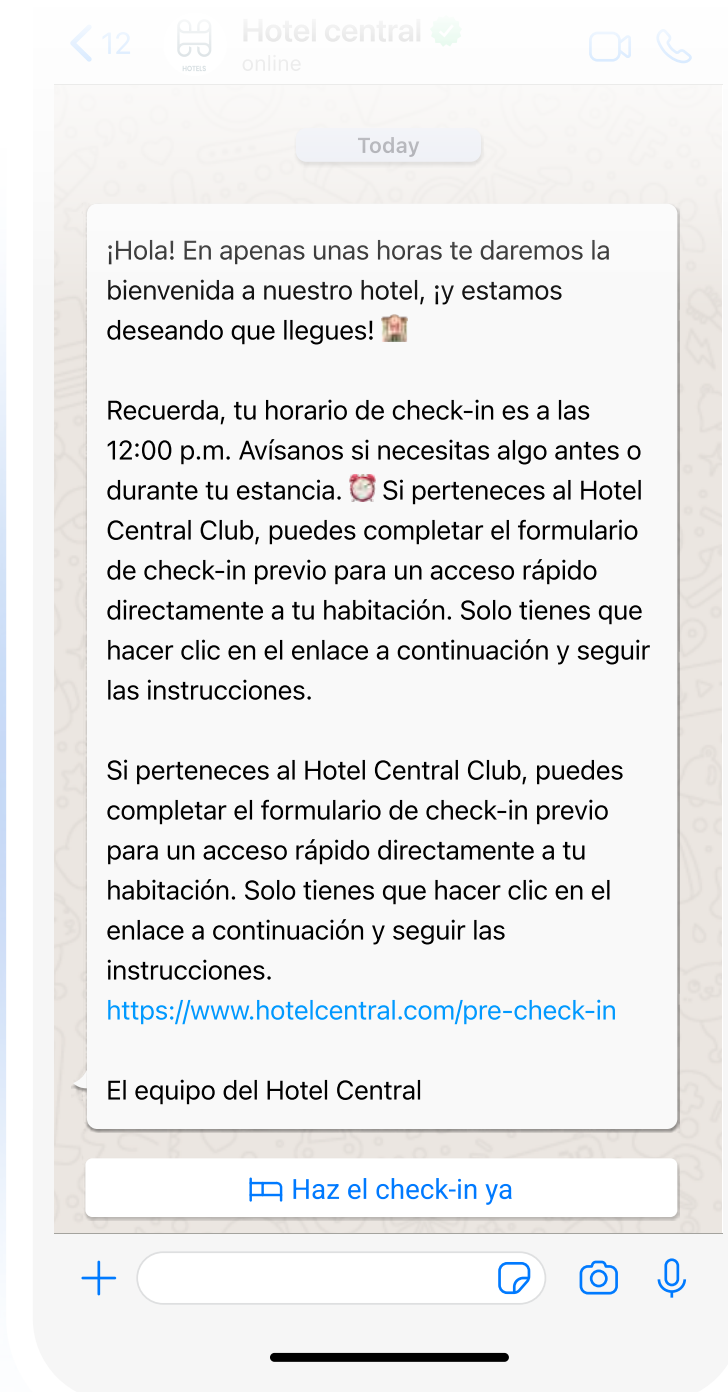 12
Hotel central
online
HOTELS
Today
¡Hola! En apenas unas horas te daremos la
bienvenida a nuestro hotel, ¡y estamos
deseando que llegues! 🏨
Recuerda, tu horario de check-in es a las
12:00 p.m. Avísanos si necesitas algo antes o
durante tu estancia. ⏰ Si perteneces al Hotel
Central Club, puedes completar el formulario
de check-in previo para un acceso rápido
directamente a tu habitación. Solo tienes que
hacer clic en el enlace a continuación y seguir
las instrucciones.
Si perteneces al Hotel Central Club, puedes
completar el formulario de check-in previo
para un acceso rápido directamente a tu
habitación. Solo tienes que hacer clic en el
enlace a continuación y seguir las
instrucciones.
https://www.hotelcentral.com/pre-check-in
El equipo del Hotel Central
Haz el check-in ya